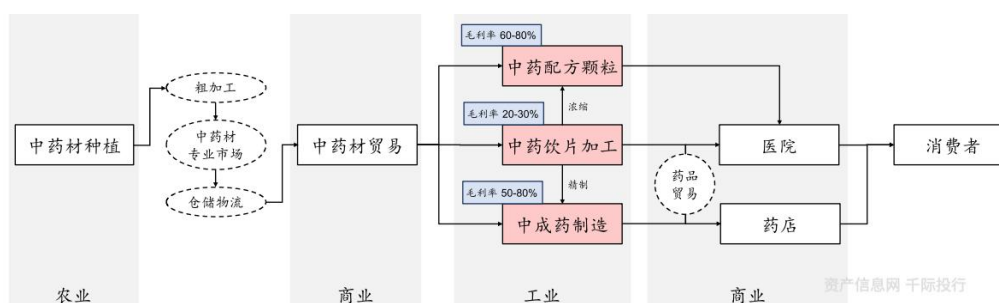 中药材种植
粗加工
中药材
专业市场
仓储物流
中药材贸易
毛利率 60-80%
中药配方颗粒
浓缩
毛利率 20-30%
中药饮片加工
精制
毛利率 50-80%
中成药制造
药品
贸易
医院
药店
消费者
农业
商业
工业
商业
资产信息网 千际投行